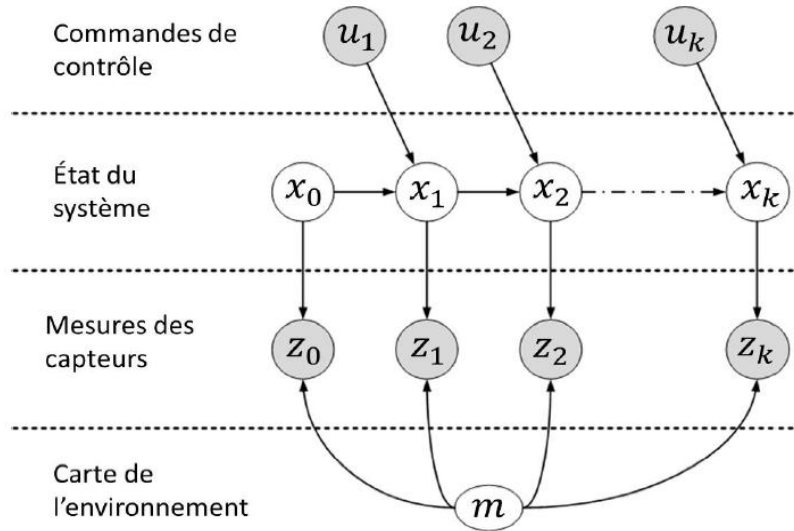 Commandes de
contrôle
u₁ u₂ uₖ
État du
système
x₀ x₁ x₂ xₖ
Mesures des
capteurs
z₀ z₁ z₂ zₖ
Carte de
l'environnement
m